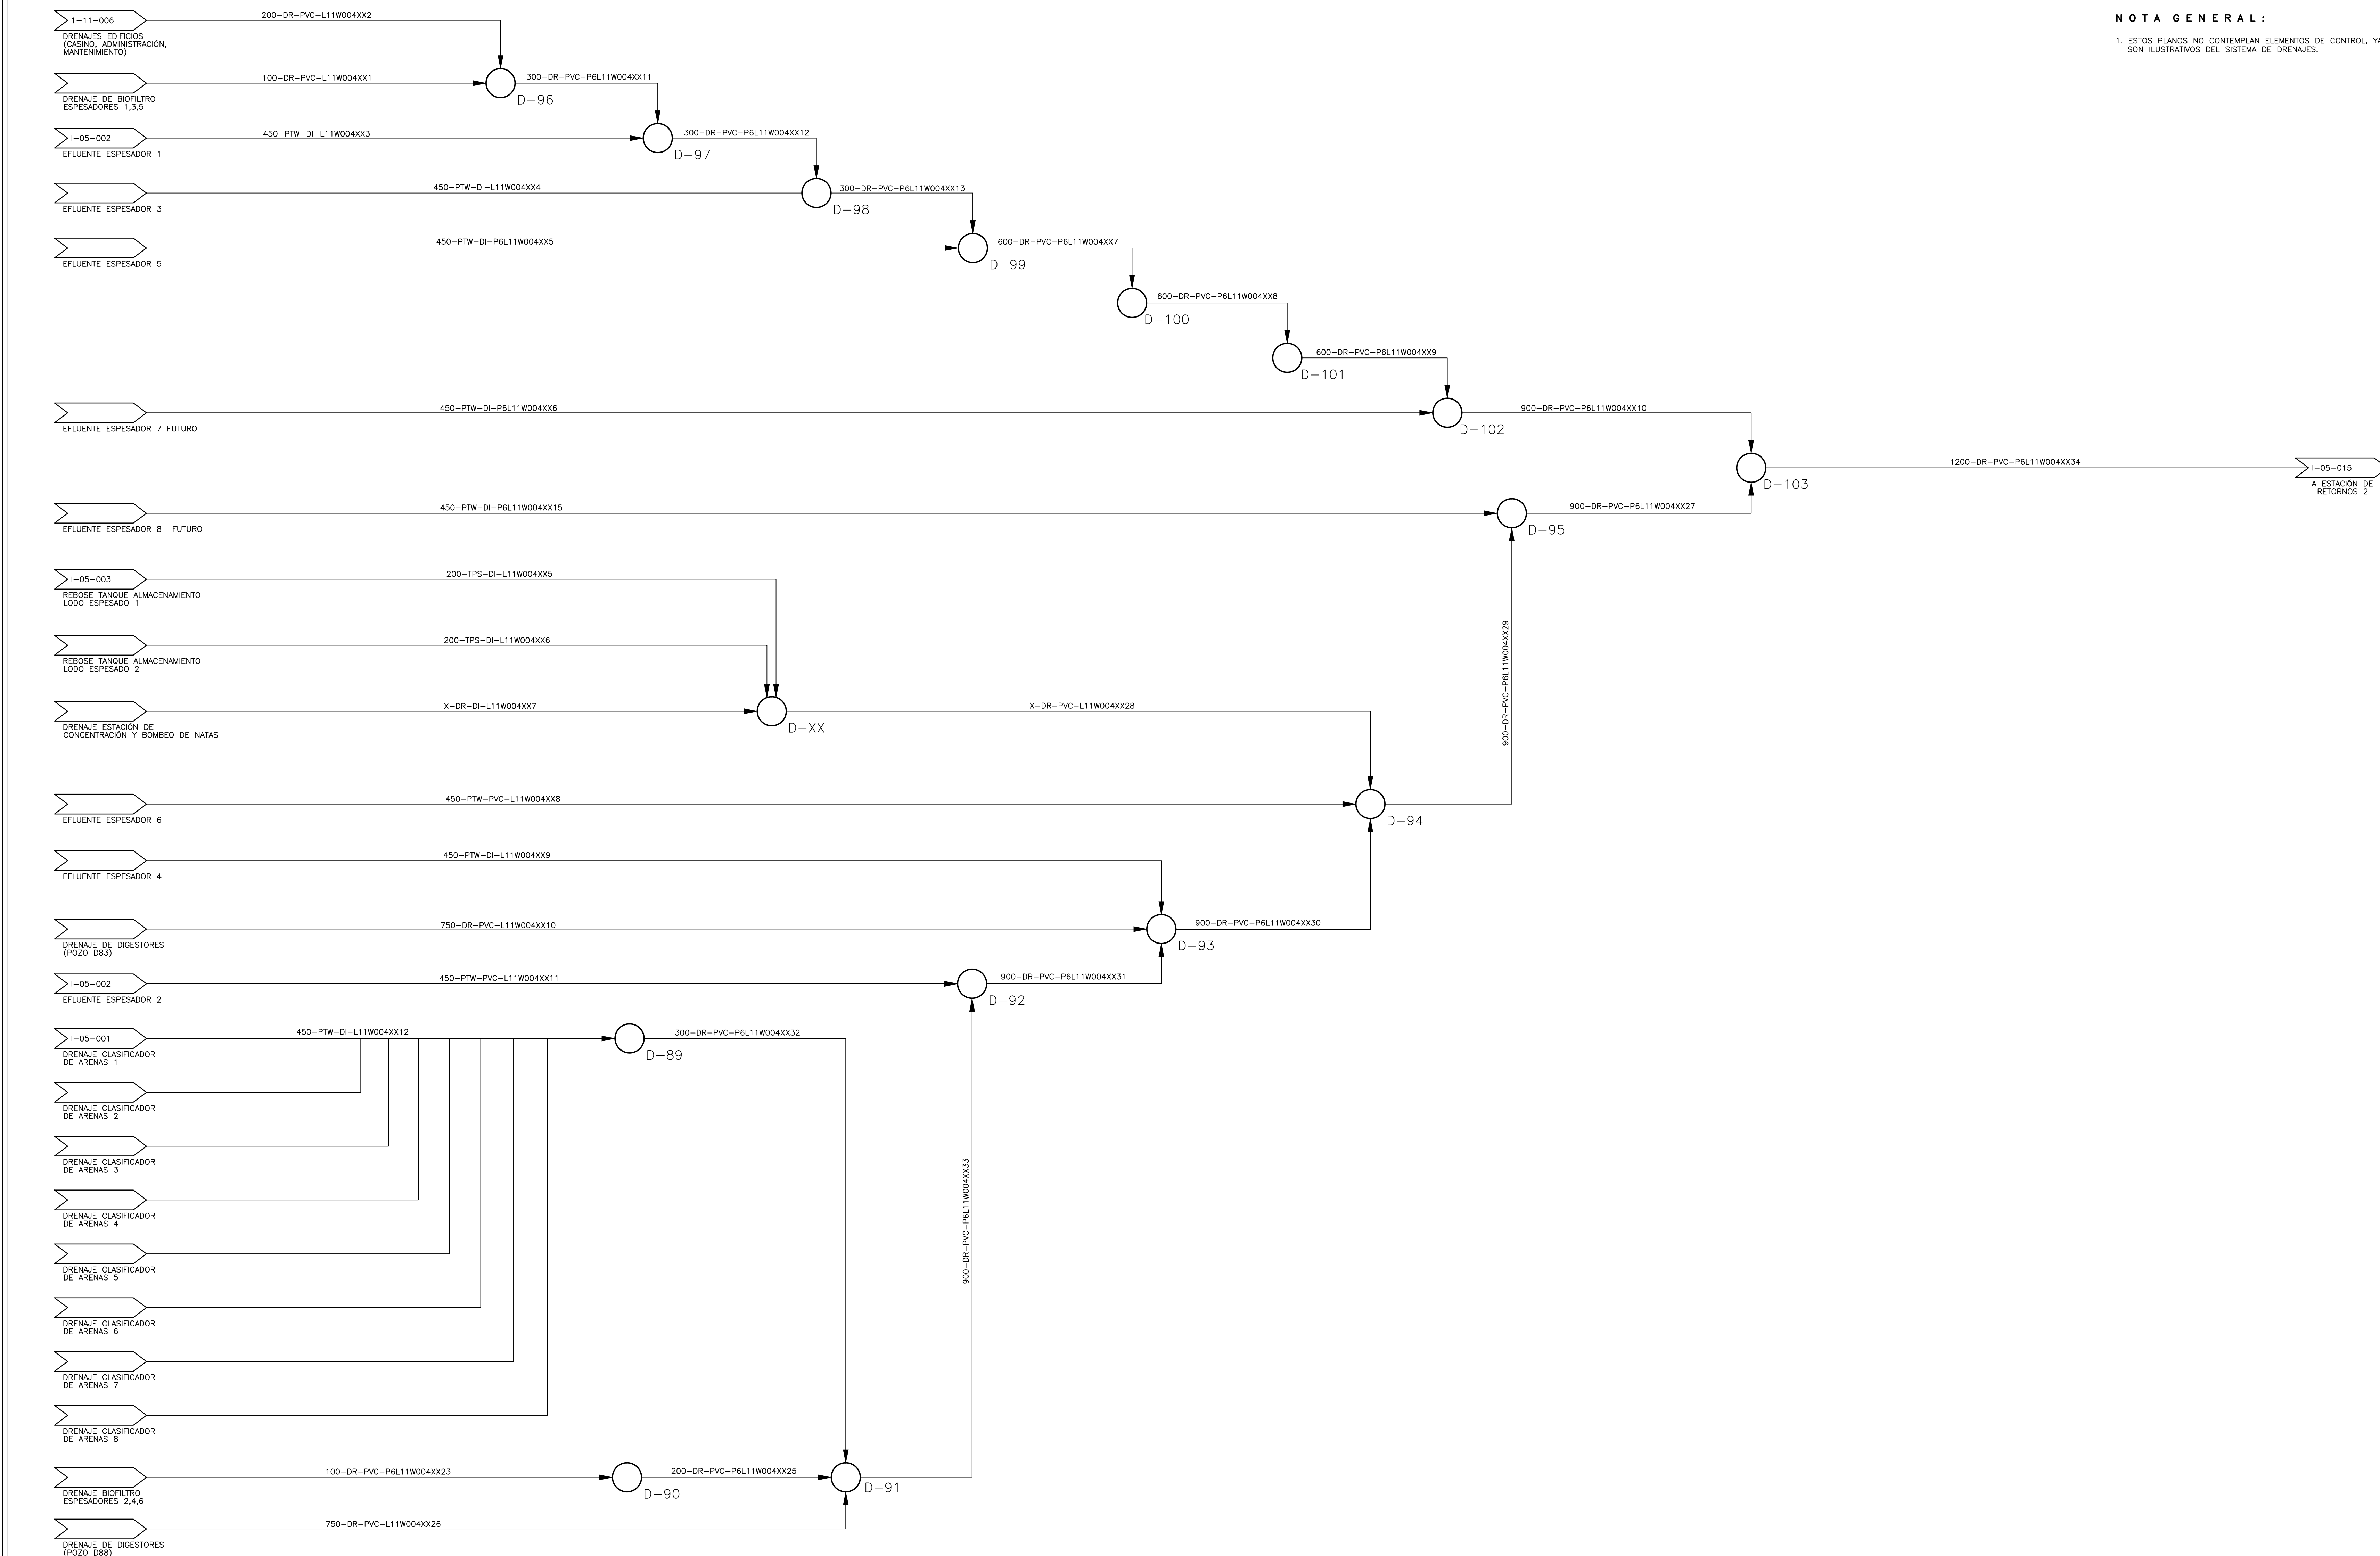 NOTA GENERAL:
1. ESTOS PLANOS NO CONTEMPLAN ELEMENTOS DE CONTROL, YA
SON ILUSTRATIVOS DEL SISTEMA DE DRENAJES.
1-11-006
200-DR-PVC-L11W004XX2
DRENAJES EDIFICIOS
(CASINO, ADMINISTRACIÓN,
MANTENIMIENTO)
100-DR-PVC-L11W004XX1
300-DR-PVC-P6L11W004XX11
D-96
DRENAJE DE BIOFILTRO
ESPESADORES 1,3,5
I-05-002
450-PTW-DI-L11W004XX3
300-DR-PVC-P6L11W004XX12
D-97
EFLUENTE ESPESADOR 1
450-PTW-DI-L11W004XX4
300-DR-PVC-P6L11W004XX13
D-98
EFLUENTE ESPESADOR 3
450-PTW-DI-P6L11W004XX5
600-DR-PVC-P6L11W004XX7
D-99
EFLUENTE ESPESADOR 5
600-DR-PVC-P6L11W004XX8
D-100
600-DR-PVC-P6L11W004XX9
D-101
450-PTW-DI-P6L11W004XX6
900-DR-PVC-P6L11W004XX10
D-102
EFLUENTE ESPESADOR 7 FUTURO
1200-DR-PVC-P6L11W004XX34
D-103
I-05-015
A ESTACIÓN DE
RETORNOS 2
450-PTW-DI-P6L11W004XX15
900-DR-PVC-P6L11W004XX27
D-95
EFLUENTE ESPESADOR 8 FUTURO
I-05-003
200-TPS-DI-L11W004XX5
REBOSE TANQUE ALMACENAMIENTO
LODO ESPESADO 1
200-TPS-DI-L11W004XX6
900-DR-PVC-P6L11W004XX29
REBOSE TANQUE ALMACENAMIENTO
LODO ESPESADO 2
X-DR-DI-L11W004XX7
X-DR-PVC-L11W004XX28
D-XX
DRENAJE ESTACIÓN DE
CONCENTRACIÓN Y BOMBEO DE NATAS
450-PTW-PVC-L11W004XX8
D-94
EFLUENTE ESPESADOR 6
450-PTW-DI-L11W004XX9
EFLUENTE ESPESADOR 4
750-DR-PVC-L11W004XX10
900-DR-PVC-P6L11W004XX30
D-93
DRENAJE DE DIGESTORES
(POZO D83)
I-05-002
450-PTW-PVC-L11W004XX11
900-DR-PVC-P6L11W004XX31
D-92
EFLUENTE ESPESADOR 2
I-05-001
450-PTW-DI-L11W004XX12
300-DR-PVC-P6L11W004XX32
D-89
DRENAJE CLASIFICADOR
DE ARENAS 1
DRENAJE CLASIFICADOR
DE ARENAS 2
DRENAJE CLASIFICADOR
DE ARENAS 3
900-DR-PVC-P6L11W004XX33
DRENAJE CLASIFICADOR
DE ARENAS 4
DRENAJE CLASIFICADOR
DE ARENAS 5
DRENAJE CLASIFICADOR
DE ARENAS 6
DRENAJE CLASIFICADOR
DE ARENAS 7
DRENAJE CLASIFICADOR
DE ARENAS 8
100-DR-PVC-P6L11W004XX23
200-DR-PVC-P6L11W004XX25
D-90
D-91
DRENAJE BIOFILTRO
ESPESADORES 2,4,6
750-DR-PVC-L11W004XX26
DRENAJE DE DIGESTORES
(POZO D88)